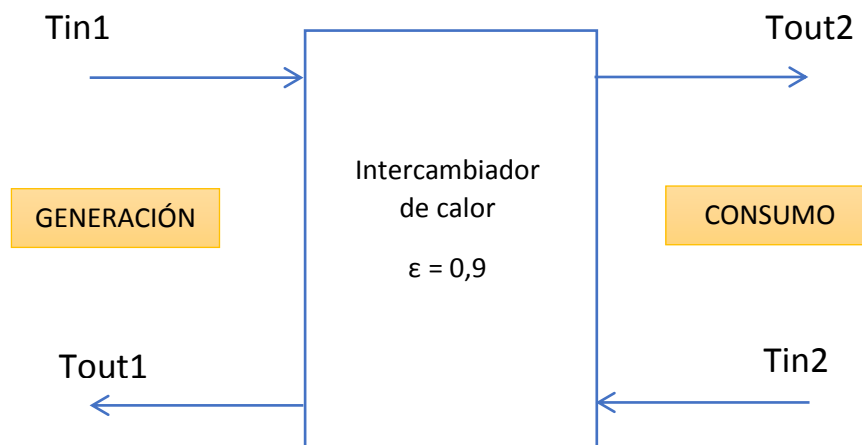 Tin1
Tout2
Intercambiador
de calor
GENERACIÓN
CONSUMO
ε = 0,9
Tout1
Tin2